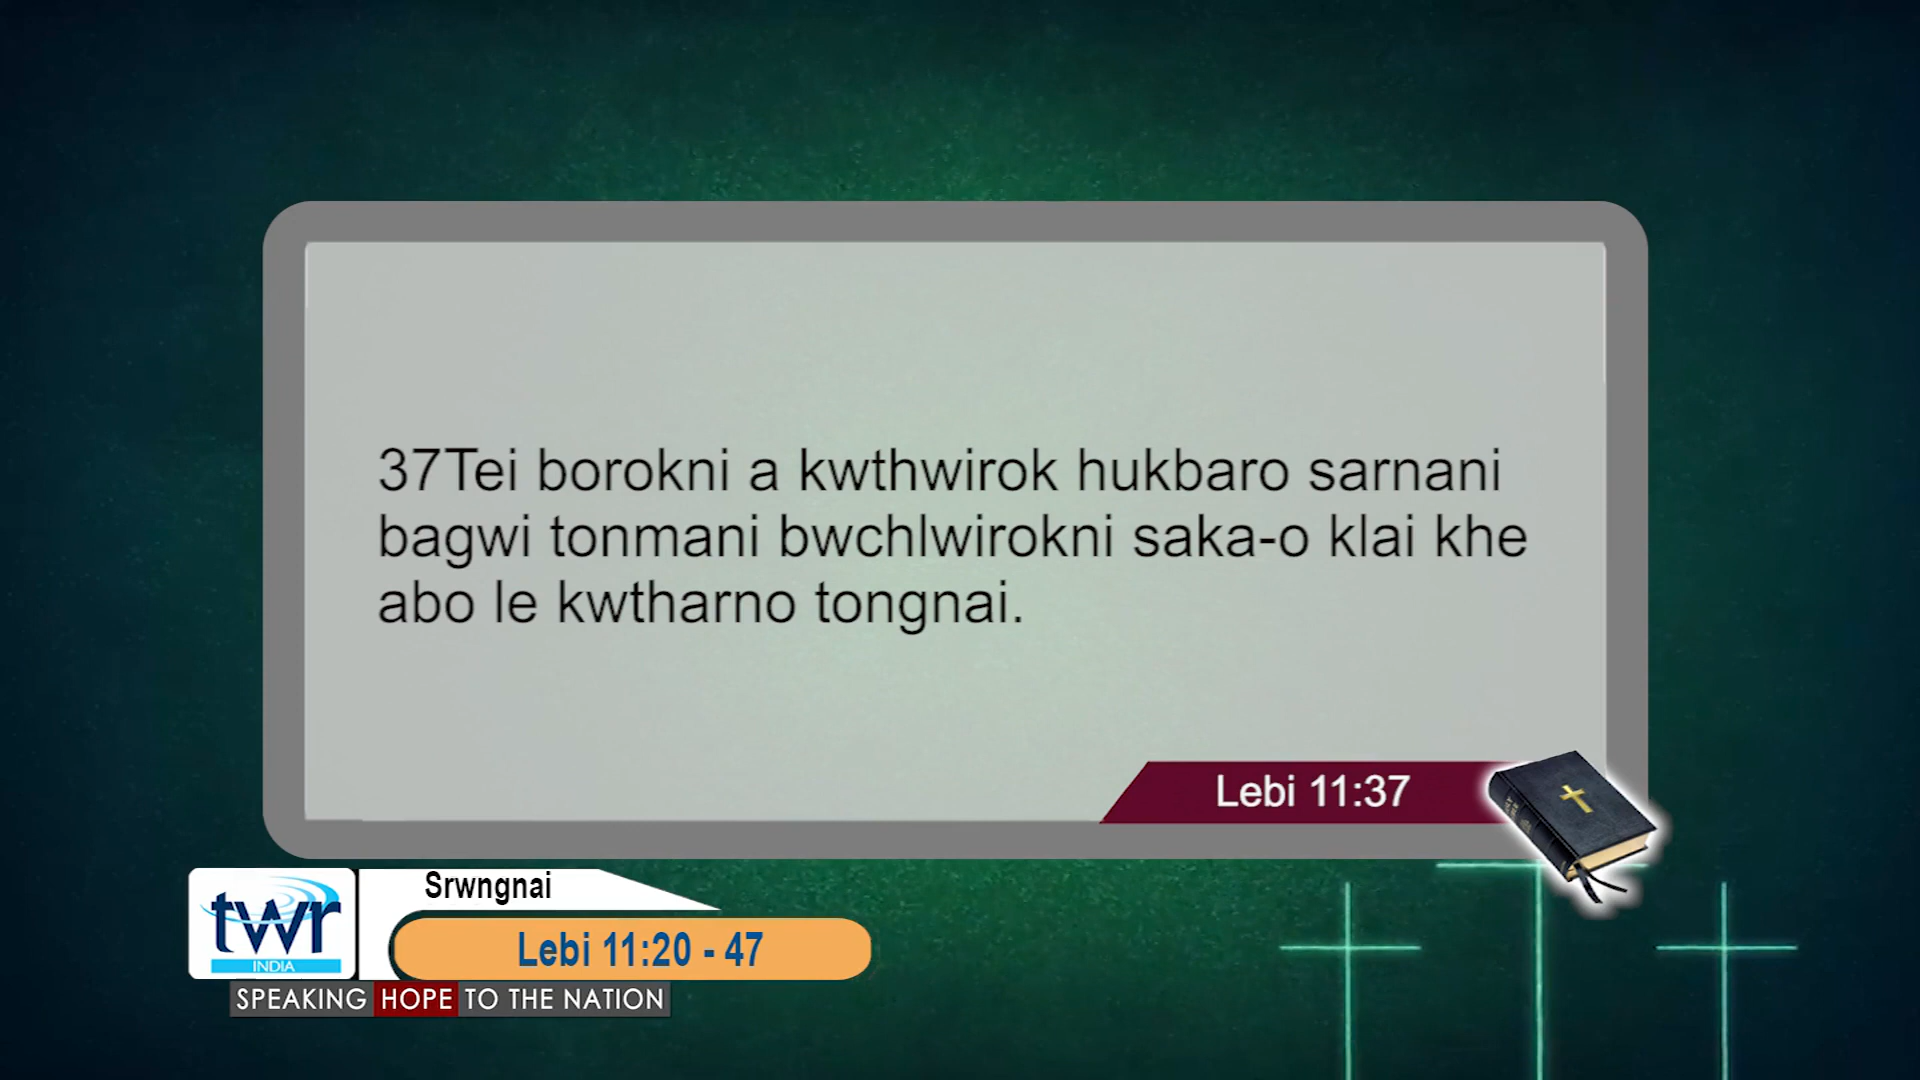 37Tei borokni a kwthwirok hukbaro sarnani
bagwi tonmani bwchlwirokni saka-o klai khe
abo le kwtharno tongnai.
Lebi 11:37
Srwngnai
twr
INDIA
Lebi 11:20 - 47
SPEAKING HOPE TO THE NATION